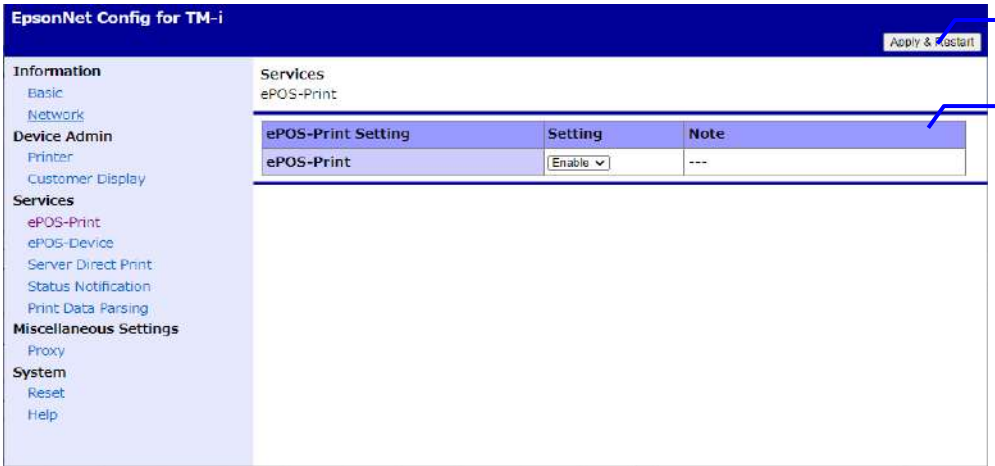 EpsonNet Config for TM-i
Apply & Restart
Information
Basic
Network
Device Admin
Printer
Customer Display
Services
ePOS-Print
ePOS-Device
Server Direct Print
Status Notification
Print Data Parsing
Miscellaneous Settings
Proxy
System
Reset
Help
Services
ePOS-Print
ePOS-Print Setting Setting Note
ePOS-Print Enable ---